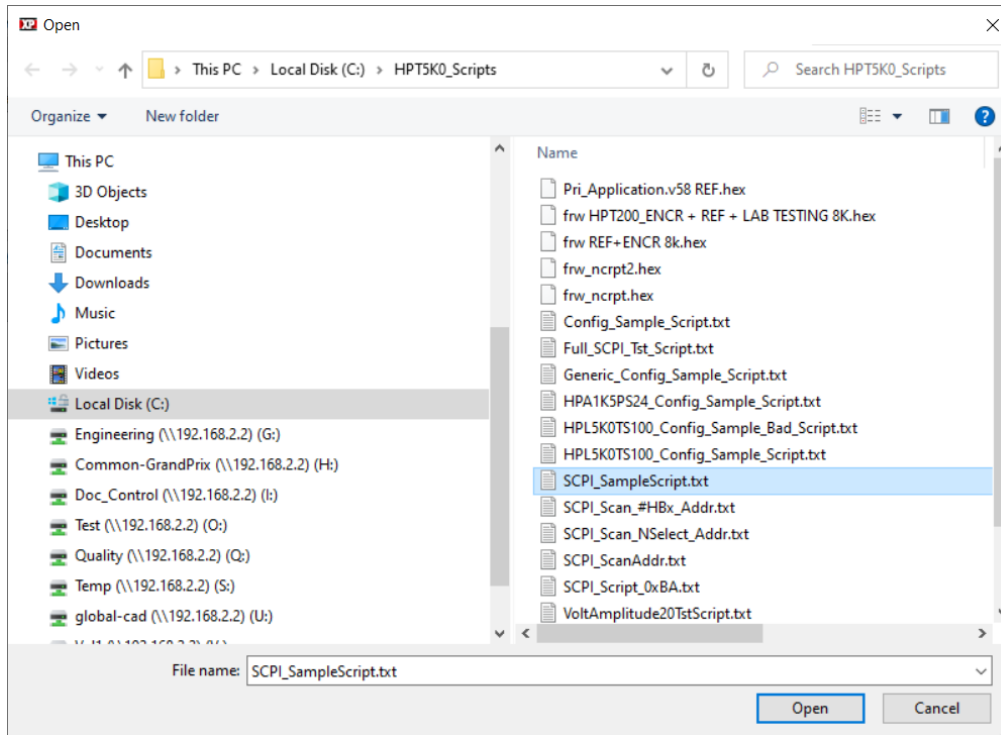 XP Open
This PC > Local Disk (C:) > HPT5K0_Scripts
Search HPT5K0_Scripts
Organize
New folder
This PC
3D Objects
Desktop
Documents
Downloads
Music
Pictures
Videos
Local Disk (C:)
Engineering (\\192.168.2.2) (G:)
Common-GrandPrix (\\192.168.2.2) (H:)
Doc_Control (\\192.168.2.2) (I:)
Test (\\192.168.2.2) (O:)
Quality (\\192.168.2.2) (Q:)
Temp (\\192.168.2.2) (S:)
global-cad (\\192.168.2.2) (U:)
Name
Pri_Application.v58 REF.hex
frw HPT200_ENCR + REF + LAB TESTING 8K.hex
frw REF+ENCR 8k.hex
frw_ncrpt2.hex
frw_ncrpt.hex
Config_Sample_Script.txt
Full_SCPI_Tst_Script.txt
Generic_Config_Sample_Script.txt
HPA1K5PS24_Config_Sample_Script.txt
HPL5K0TS100_Config_Sample_Bad_Script.txt
HPL5K0TS100_Config_Sample_Script.txt
SCPI_SampleScript.txt
SCPI_Scan_#HBx_Addr.txt
SCPI_Scan_NSelect_Addr.txt
SCPI_ScanAddr.txt
SCPI_Script_0xBA.txt
VoltAmplitude20TstScript.txt
File name: SCPI_SampleScript.txt
Open
Cancel